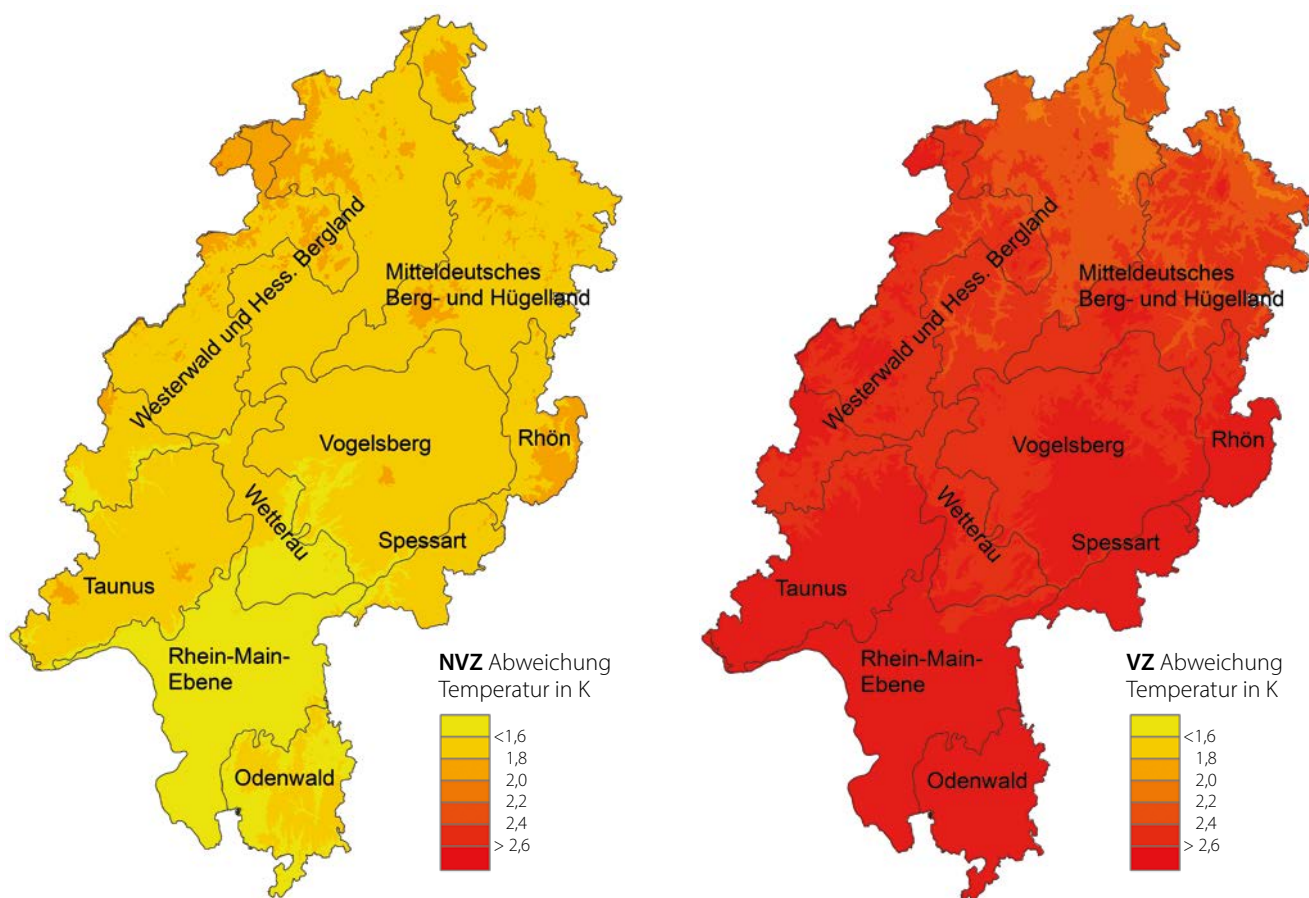 Westerwald und Hess. Bergland
Mitteldeutsches
Berg- und Hügelland
Vogelsberg
Rhön
Wetterau
Spessart
Taunus
Rhein-Main-
Ebene
Odenwald
NVZ Abweichung
Temperatur in K
<1,6
1,8
2,0
2,2
2,4
> 2,6
Westerwald und Hess. Bergland
Mitteldeutsches
Berg- und Hügelland
Vogelsberg
Rhön
Wetterau
Spessart
Taunus
Rhein-Main-
Ebene
Odenwald
VZ Abweichung
Temperatur in K
<1,6
1,8
2,0
2,2
2,4
> 2,6